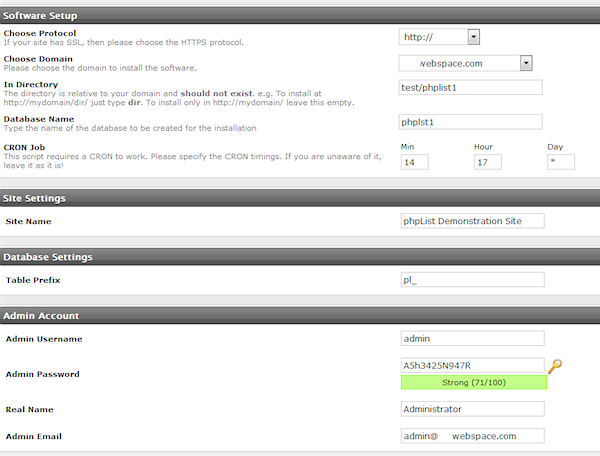 Software Setup
Choose Protocol
If your site has SSL, then please choose the HTTPS protocol.
http://
Choose Domain
Please choose the domain to install the software.
webspace.com
In Directory
The directory is relative to your domain and should not exist. e.g. To install at
http://mydomain/dir/ just type dir. To install only in http://mydomain/ leave this empty.
test/phplist1
Database Name
Type the name of the database to be created for the installation
phplst1
CRON Job
This script requires a CRON to work. Please specify the CRON timings. If you are unaware of it,
leave it as it is!
Min Hour Day
14 17 *
Site Settings
Site Name
phpList Demonstration Site
Database Settings
Table Prefix
pl_
Admin Account
Admin Username
admin
Admin Password
A5h3425N947R
Strong (71/100)
Real Name
Administrator
Admin Email
admin@ webspace.com